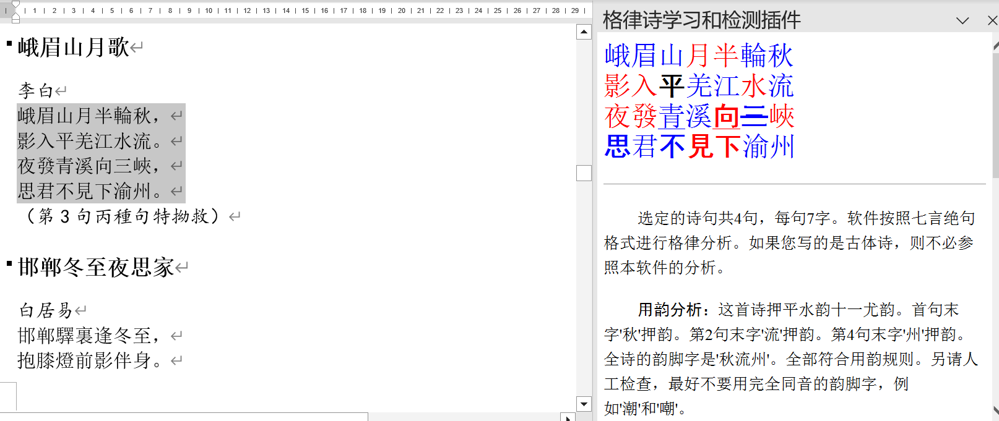 1 2 3 4 5 6 7 8 9 10 11 12 13 14 15 16 17 18 19 20 21 22 23 24 25 26 27 28 29
峨眉山月歌
李白
峨眉山月半輪秋，
影入平羌江水流。
夜發青溪向三峽，
思君不見下渝州。
（第 3 句丙種句特拗救）
邯郸冬至夜思家
白居易
邯郸驛裏逢冬至，
抱膝燈前影伴身。
格律诗学习和检测插件
峨眉山月半輪秋
影入平羌江水流
夜發青溪向三峽
思君不見下渝州
选定的诗句共4句，每句7字。软件按照七言绝句
格式进行格律分析。如果您写的是古体诗，则不必参
照本软件的分析。
用韵分析：这首诗押平水韵十一尤韵。首句末
字'秋'押韵。第2句末字'流'押韵。第4句末字'州'押韵。
全诗的韵脚字是'秋流州'。全部符合用韵规则。另请人
工检查，最好不要用完全同音的韵脚字，例
如'潮'和'嘲'。